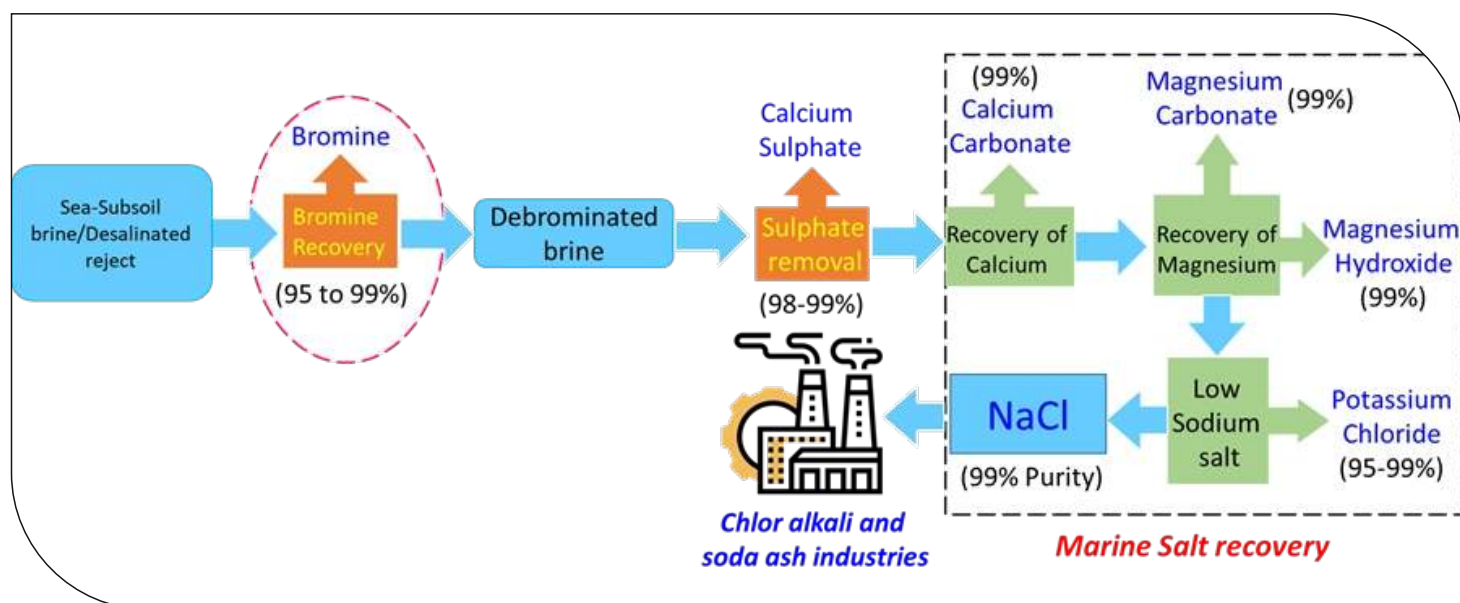 Sea-Subsoil
brine/Desalinated
reject
Bromine
Bromine
Recovery
(95 to 99%)
Debrominated
brine
Calcium
Sulphate
Sulphate
removal
(98-99%)
(99%)
Calcium
Carbonate
Recovery of
Calcium
Magnesium
Carbonate
(99%)
Recovery of
Magnesium
Magnesium
Hydroxide
(99%)
Low
Sodium
salt
Potassium
Chloride
(95-99%)
NaCl
(99% Purity)
Chlor alkali and
soda ash industries
Marine Salt recovery